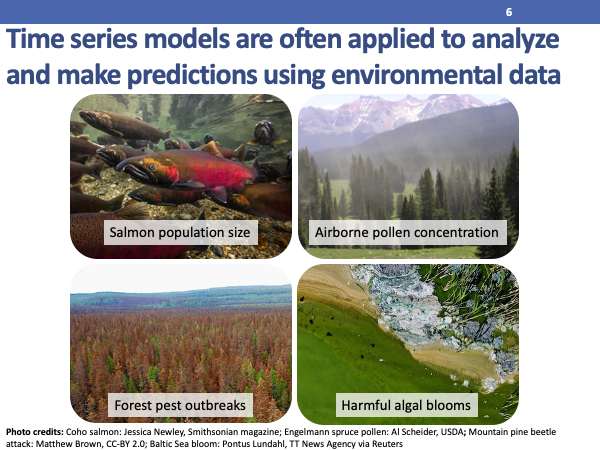 6
Time series models are often applied to analyze
and make predictions using environmental data
Salmon population size
Airborne pollen concentration
Forest pest outbreaks
Harmful algal blooms
Photo credits: Coho salmon: Jessica Newley, Smithsonian magazine; Engelmann spruce pollen: Al Scheider, USDA; Mountain pine beetle
attack: Matthew Brown, CC-BY 2.0; Baltic Sea bloom: Pontus Lundahl, TT News Agency via Reuters